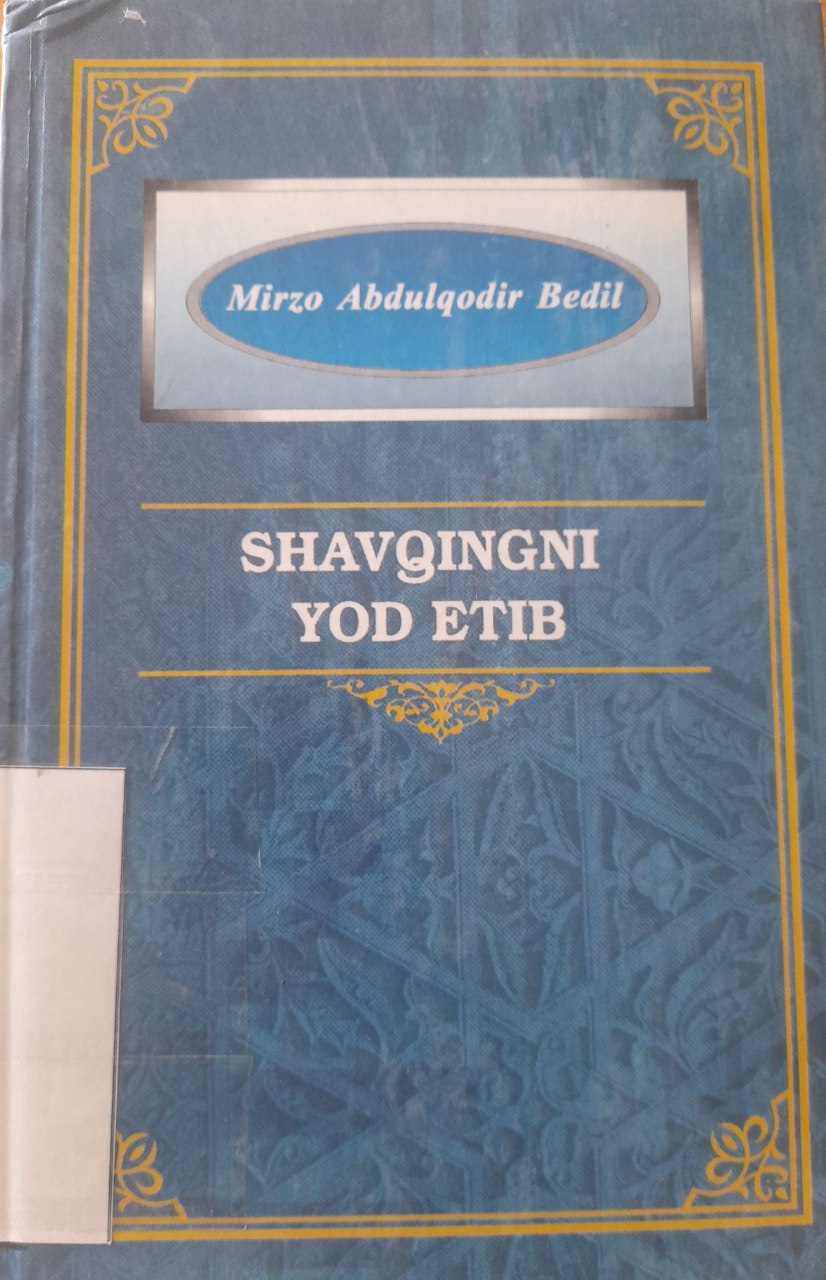 Mirzo Abdulqodir Bedil
SHAVQINGNI
YOD ETIB